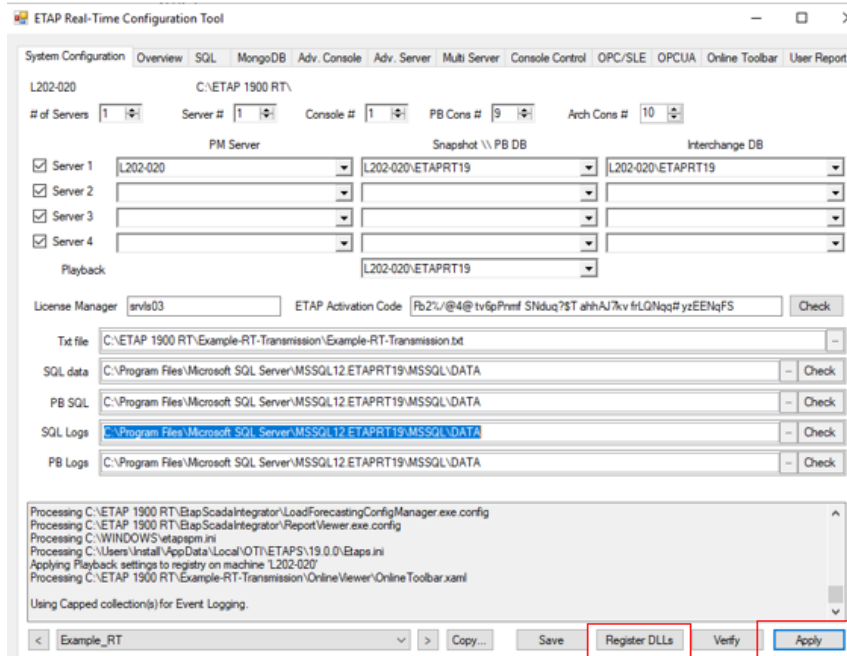 ETAP Real-Time Configuration Tool
System Configuration Overview SQL MongoDB Adv. Console Adv. Server Multi Server Console Control OPC/SLE OPCUA Online Toolbar User Report
L202-020 C:\ETAP 1900 RT\
# of Servers 1 Server # 1 Console # 1 PB Cons # 9 Arch Cons # 10
PM Server Snapshot \\ PB DB Interchange DB
Server 1 L202-020 L202-020\ETAPRT19 L202-020\ETAPRT19
Server 2
Server 3
Server 4
Playback L202-020\ETAPRT19
License Manager srvls03 ETAP Activation Code Check
Txt file C:\ETAP 1900 RT\Example-RT-Transmission\Example-RT-Transmission.txt ...
SQL data C:\Program Files\Microsoft SQL Server\MSSQL12.ETAPRT19\MSSQL\DATA ... Check
PB SQL C:\Program Files\Microsoft SQL Server\MSSQL12.ETAPRT19\MSSQL\DATA ... Check
SQL Logs C:\Program Files\Microsoft SQL Server\MSSQL12.ETAPRT19\MSSQL\DATA ... Check
PB Logs C:\Program Files\Microsoft SQL Server\MSSQL12.ETAPRT19\MSSQL\DATA ... Check
Processing C:\ETAP 1900 RT\EtapScadaIntegrator\LoadForecastingConfigManager.exe.config
Processing C:\ETAP 1900 RT\EtapScadaIntegrator\ReportViewer.exe.config
Processing C:\WINDOWS\etapspm.ini
Processing C:\Users\Install\AppData\Local\OTI\ETAPS\19.0.0\Etaps.ini
Applying Playback settings to registry on machine 'L202-020'
Processing C:\ETAP 1900 RT\Example-RT-Transmission\OnlineViewer\OnlineToolbar.xaml
Using Capped collection(s) for Event Logging.
< Example_RT > Copy... Save Register DLLs Verify Apply